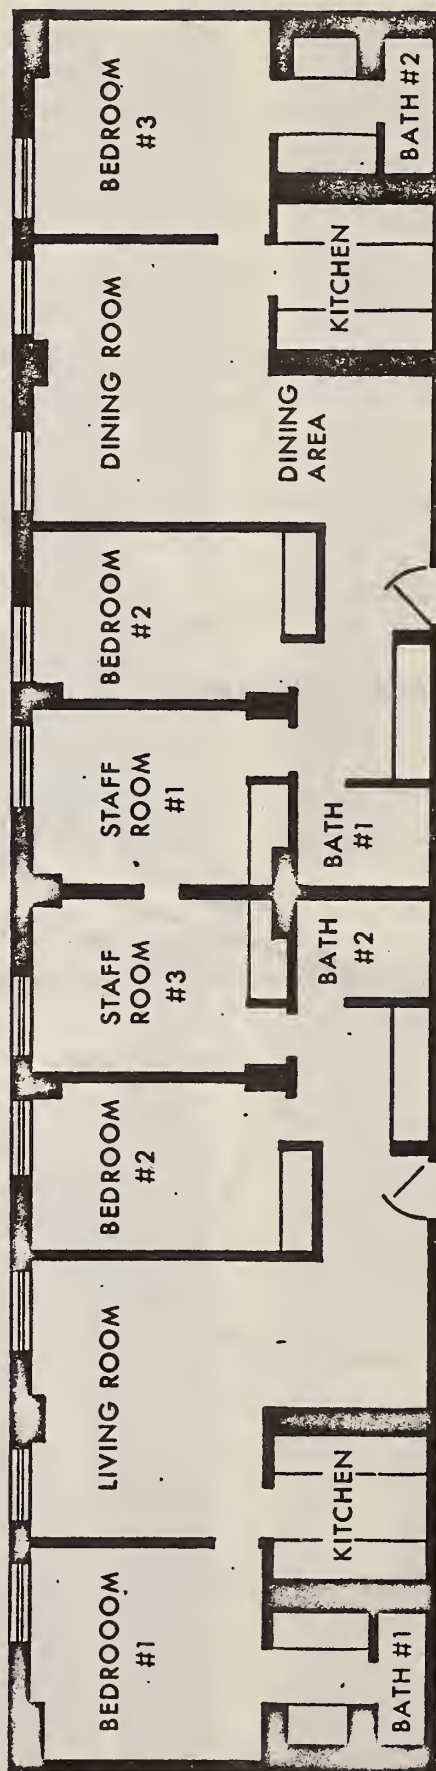 BEDROOOM
#1
LIVING ROOM
BEDROOM
#2
STAFF
ROOM
#3
STAFF
ROOM
#1
BEDROOM
#2
DINING ROOM
BEDROOM
#3
BATH #1
KITCHEN
BATH
#2
BATH
#1
DINING
AREA
KITCHEN
BATH #2